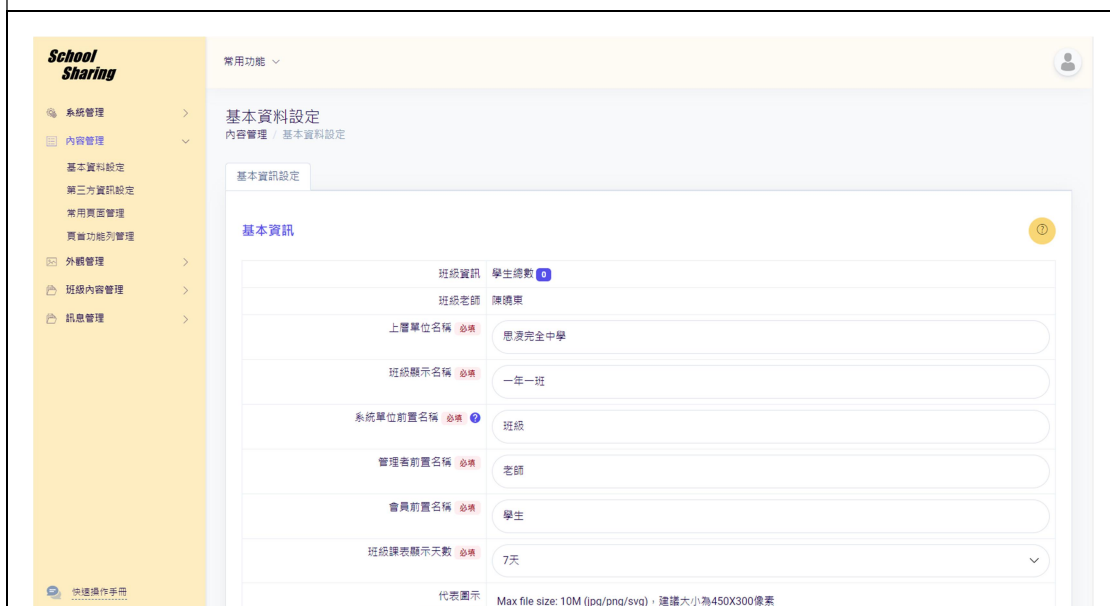 School
Sharing
常用功能
系統管理
內容管理
基本資料設定
第三方資訊設定
常用頁面管理
頁首功能列管理
外觀管理
班級內容管理
訊息管理
快速操作手冊
基本資料設定
內容管理 / 基本資料設定
基本資訊設定
基本資訊
班級資訊 學生總數 0
班級老師 陳曉東
上層單位名稱 必填 思凌完全中學
班級顯示名稱 必填 一年一班
系統單位前置名稱 必填 班級
管理者前置名稱 必填 老師
會員前置名稱 必填 學生
班級課表顯示天數 必填 7天
代表圖示 Max file size: 10M (jpg/png/svg)，建議大小為450X300像素